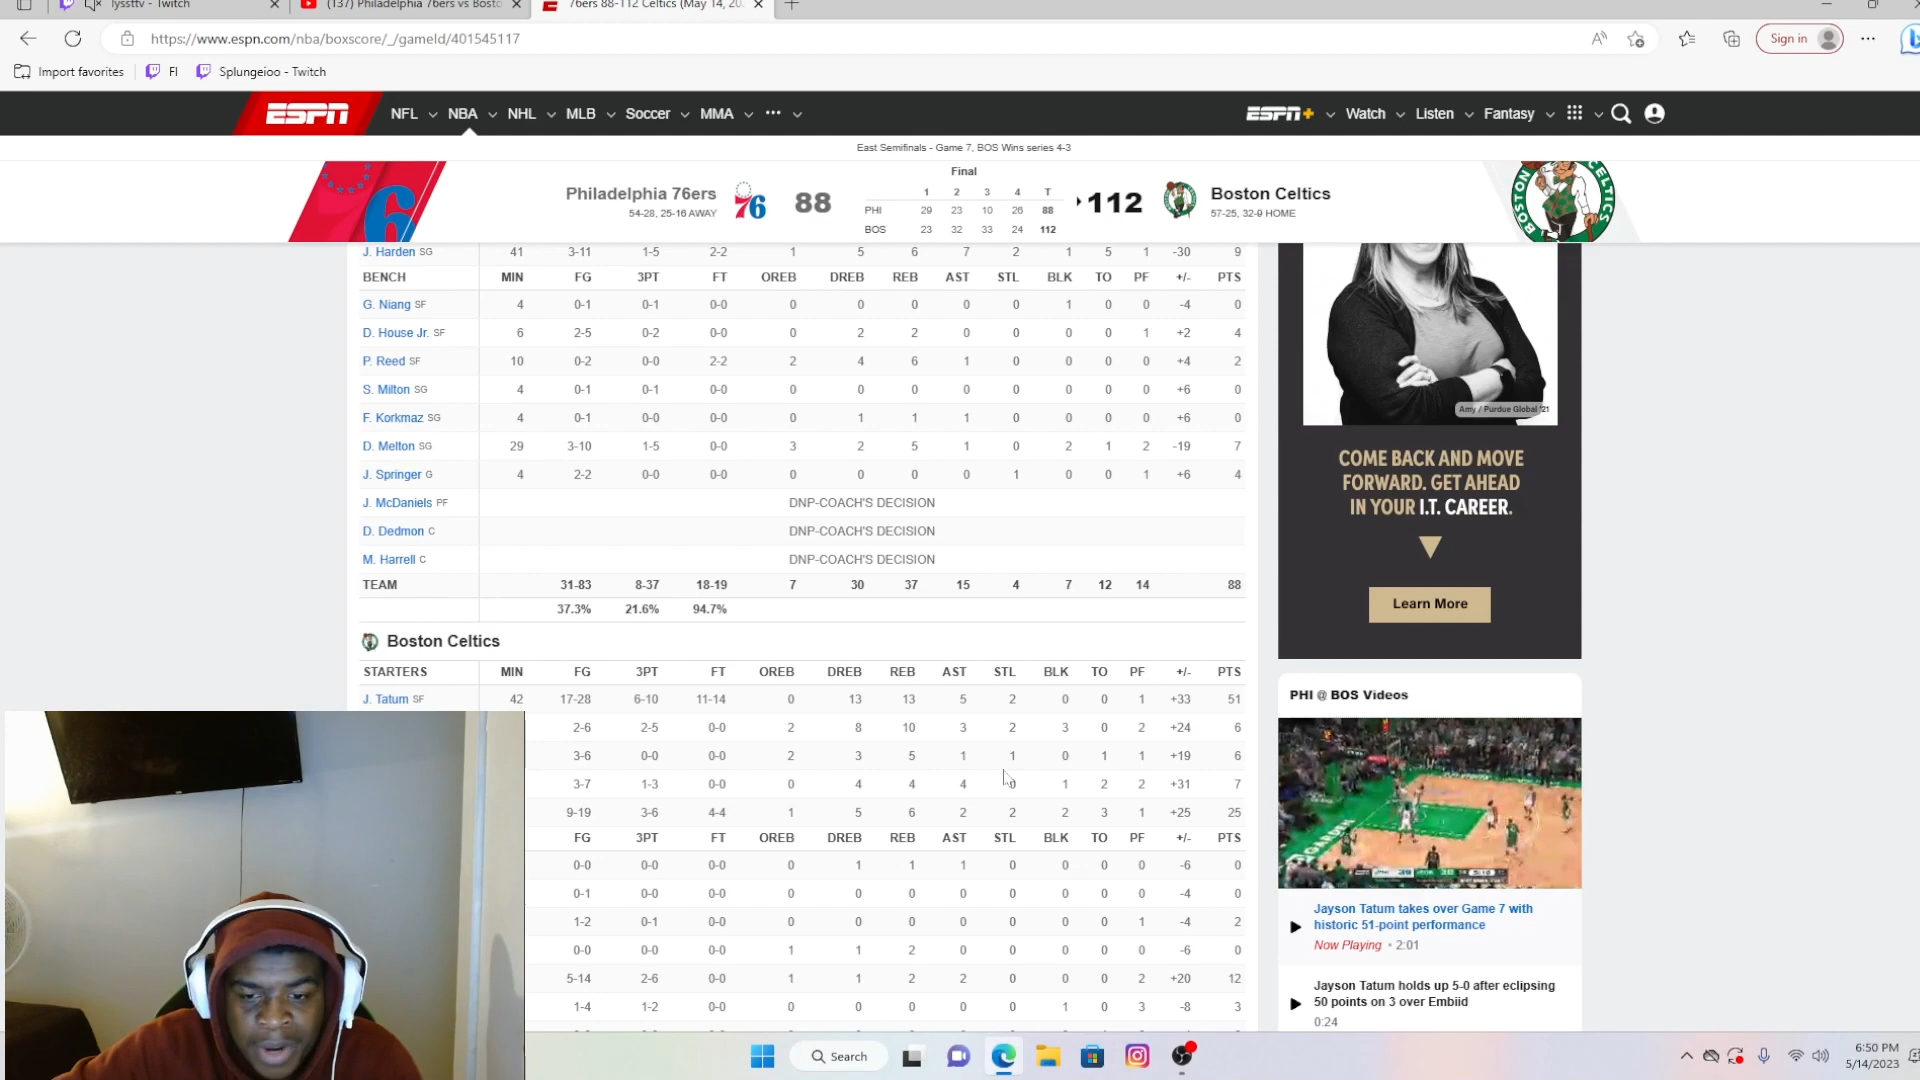 lyssttv - Twitch
(137) Philadelphia 76ers vs Bosto
76ers 88-112 Celtics (May 14, 20
https://www.espn.com/nba/boxscore/_/gameId/401545117
Sign in
Import favorites
FI
Splungeioo - Twitch
ESPN NFL NBA NHL MLB Soccer MMA ••• ESPN+ Watch Listen Fantasy
East Semifinals - Game 7, BOS Wins series 4-3
Philadelphia 76ers
54-28, 25-16 AWAY
76
88
Final
1 2 3 4 T
PHI 29 23 10 26 88
BOS 23 32 33 24 112
112
Boston Celtics
57-25, 32-9 HOME
BOSTON CELTICS
J. Harden SG 41 3-11 1-5 2-2 1 5 6 7 2 1 5 1 -30 9
BENCH MIN FG 3PT FT OREB DREB REB AST STL BLK TO PF +/- PTS
G. Niang SF 4 0-1 0-1 0-0 0 0 0 0 0 1 0 0 -4 0
D. House Jr. SF 6 2-5 0-2 0-0 0 2 2 0 0 0 0 1 +2 4
P. Reed SF 10 0-2 0-0 2-2 2 4 6 1 0 0 0 0 +4 2
S. Milton SG 4 0-1 0-1 0-0 0 0 0 0 0 0 0 0 +6 0
F. Korkmaz SG 4 0-1 0-0 0-0 0 1 1 1 0 0 0 0 +6 0
D. Melton SG 29 3-10 1-5 0-0 3 2 5 1 0 2 1 2 -19 7
J. Springer G 4 2-2 0-0 0-0 0 0 0 0 1 0 0 1 +6 4
J. McDaniels PF DNP-COACH'S DECISION
D. Dedmon C DNP-COACH'S DECISION
M. Harrell C DNP-COACH'S DECISION
TEAM 31-83 8-37 18-19 7 30 37 15 4 7 12 14 88
37.3% 21.6% 94.7%
Boston Celtics
STARTERS MIN FG 3PT FT OREB DREB REB AST STL BLK TO PF +/- PTS
J. Tatum SF 42 17-28 6-10 11-14 0 13 13 5 2 0 0 1 +33 51
2-6 2-5 0-0 2 8 10 3 2 3 0 2 +24 6
3-6 0-0 0-0 2 3 5 1 1 0 1 1 +19 6
3-7 1-3 0-0 0 4 4 4 0 1 2 2 +31 7
9-19 3-6 4-4 1 5 6 2 2 2 3 1 +25 25
FG 3PT FT OREB DREB REB AST STL BLK TO PF +/- PTS
0-0 0-0 0-0 0 1 1 1 0 0 0 0 -6 0
0-1 0-0 0-0 0 0 0 0 0 0 0 0 -4 0
1-2 0-1 0-0 0 0 0 0 0 0 0 1 -4 2
0-0 0-0 0-0 1 1 2 0 0 0 0 0 -6 0
5-14 2-6 0-0 1 1 2 2 0 0 0 2 +20 12
1-4 1-2 0-0 0 0 0 0 0 1 0 3 -8 3
Amy / Purdue Global '21
COME BACK AND MOVE
FORWARD. GET AHEAD
IN YOUR I.T. CAREER.
Learn More
PHI @ BOS Videos
GARDEN
Jayson Tatum takes over Game 7 with
historic 51-point performance
Now Playing • 2:01
Jayson Tatum holds up 5-0 after eclipsing
50 points on 3 over Embiid
0:24
Search
6:50 PM
5/14/2023